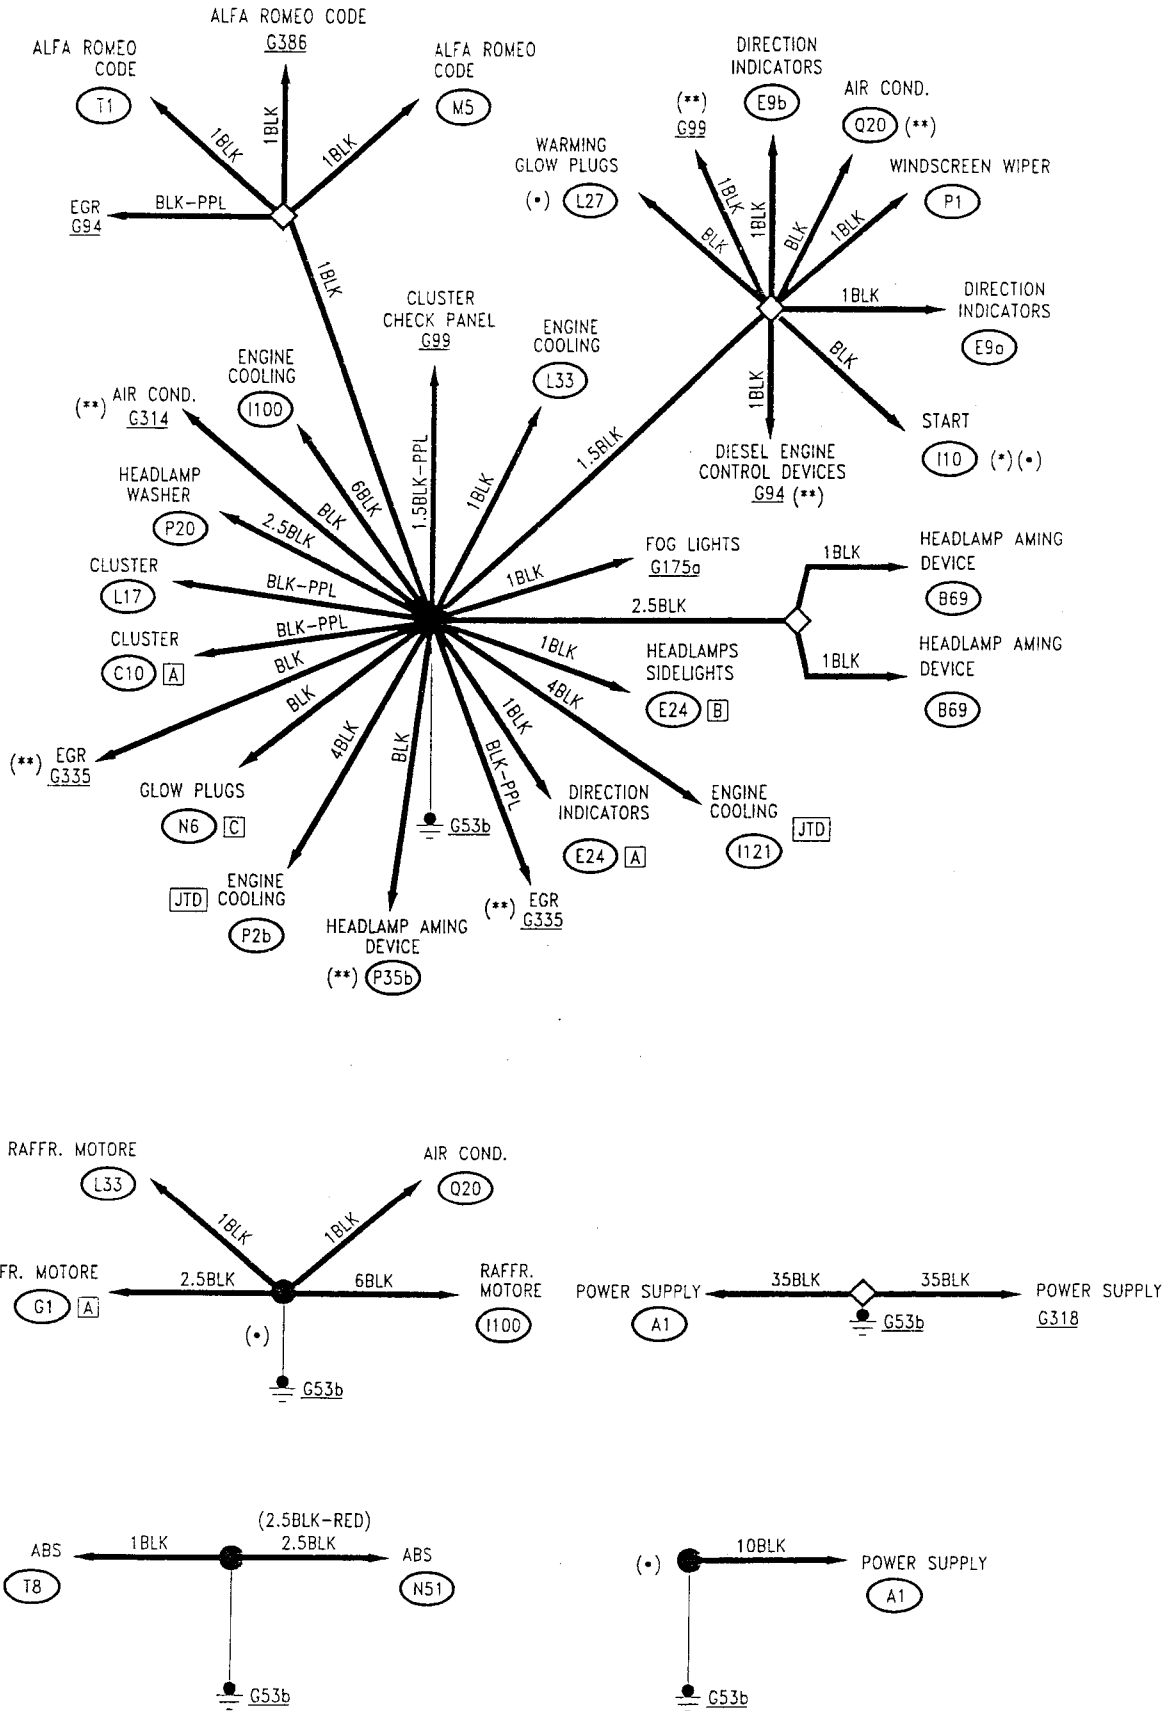 ALFA ROMEO CODE
G386
ALFA ROMEO
CODE
T1
ALFA ROMEO
CODE
M5
1BLK
1BLK
1BLK
EGR
G94
BLK-PPL
1BLK
DIRECTION
INDICATORS
E9b
(**)
G99
AIR COND.
Q20 (**)
WARMING
GLOW PLUGS
(•) L27
WINDSCREEN WIPER
P1
BLK
1BLK
1BLK
BLK
1BLK
1BLK
DIRECTION
INDICATORS
E9a
BLK
1BLK
START
I10 (*)(•)
DIESEL ENGINE
CONTROL DEVICES
G94 (**)
1.5BLK
CLUSTER
CHECK PANEL
G99
ENGINE
COOLING
L33
ENGINE
COOLING
I100
(**) AIR COND.
G314
HEADLAMP
WASHER
P20
CLUSTER
L17
CLUSTER
C10 A
(**) EGR
G335
GLOW PLUGS
N6 C
JTD ENGINE
COOLING
P2b
HEADLAMP AMING
DEVICE
(**) P35b
(**) EGR
G335
DIRECTION
INDICATORS
E24 A
ENGINE
COOLING
JTD
I121
HEADLAMPS
SIDELIGHTS
E24 B
FOG LIGHTS
G175a
HEADLAMP AMING
DEVICE
B69
HEADLAMP AMING
DEVICE
B69
1BLK
1BLK
2.5BLK
1BLK
1BLK
1.5BLK-PPL
6BLK
BLK
2.5BLK
BLK-PPL
BLK-PPL
BLK
BLK
4BLK
BLK
BLK-PPL
1BLK
4BLK
1BLK
G53b
RAFFR. MOTORE
L33
AIR COND.
Q20
1BLK
1BLK
FR. MOTORE
G1 A
2.5BLK
6BLK
RAFFR.
MOTORE
I100
(•)
G53b
POWER SUPPLY
A1
35BLK
35BLK
G53b
POWER SUPPLY
G318
(2.5BLK-RED)
ABS
T8
1BLK
2.5BLK
ABS
N51
G53b
(•)
10BLK
POWER SUPPLY
A1
G53b